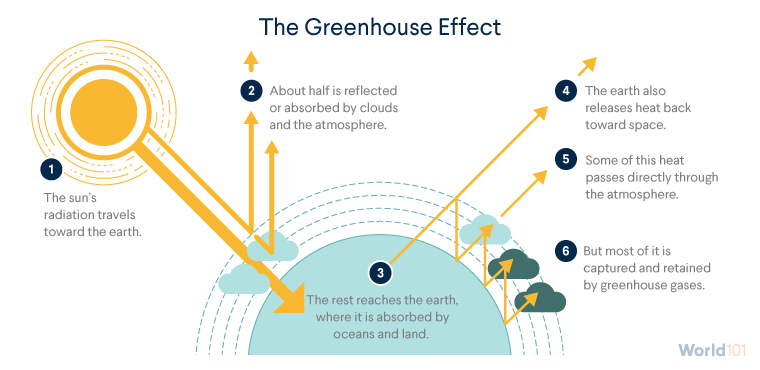 The Greenhouse Effect
1
The sun's
radiation travels
toward the earth.
2
About half is reflected
or absorbed by clouds
and the atmosphere.
3
The rest reaches the earth,
where it is absorbed by
oceans and land.
4
The earth also
releases heat back
toward space.
5
Some of this heat
passes directly through
the atmosphere.
6
But most of it is
captured and retained
by greenhouse gases.
World101